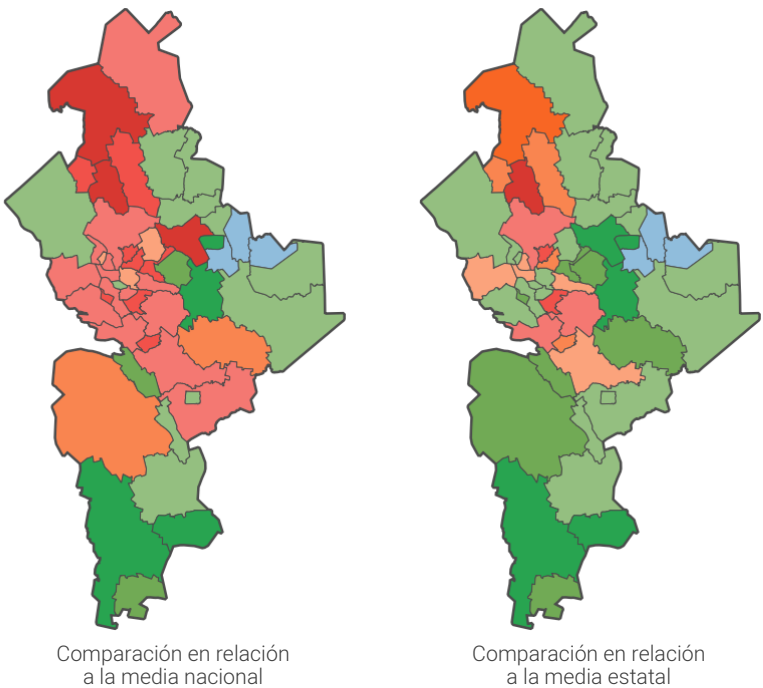 Comparación en relación
a la media nacional
Comparación en relación
a la media estatal